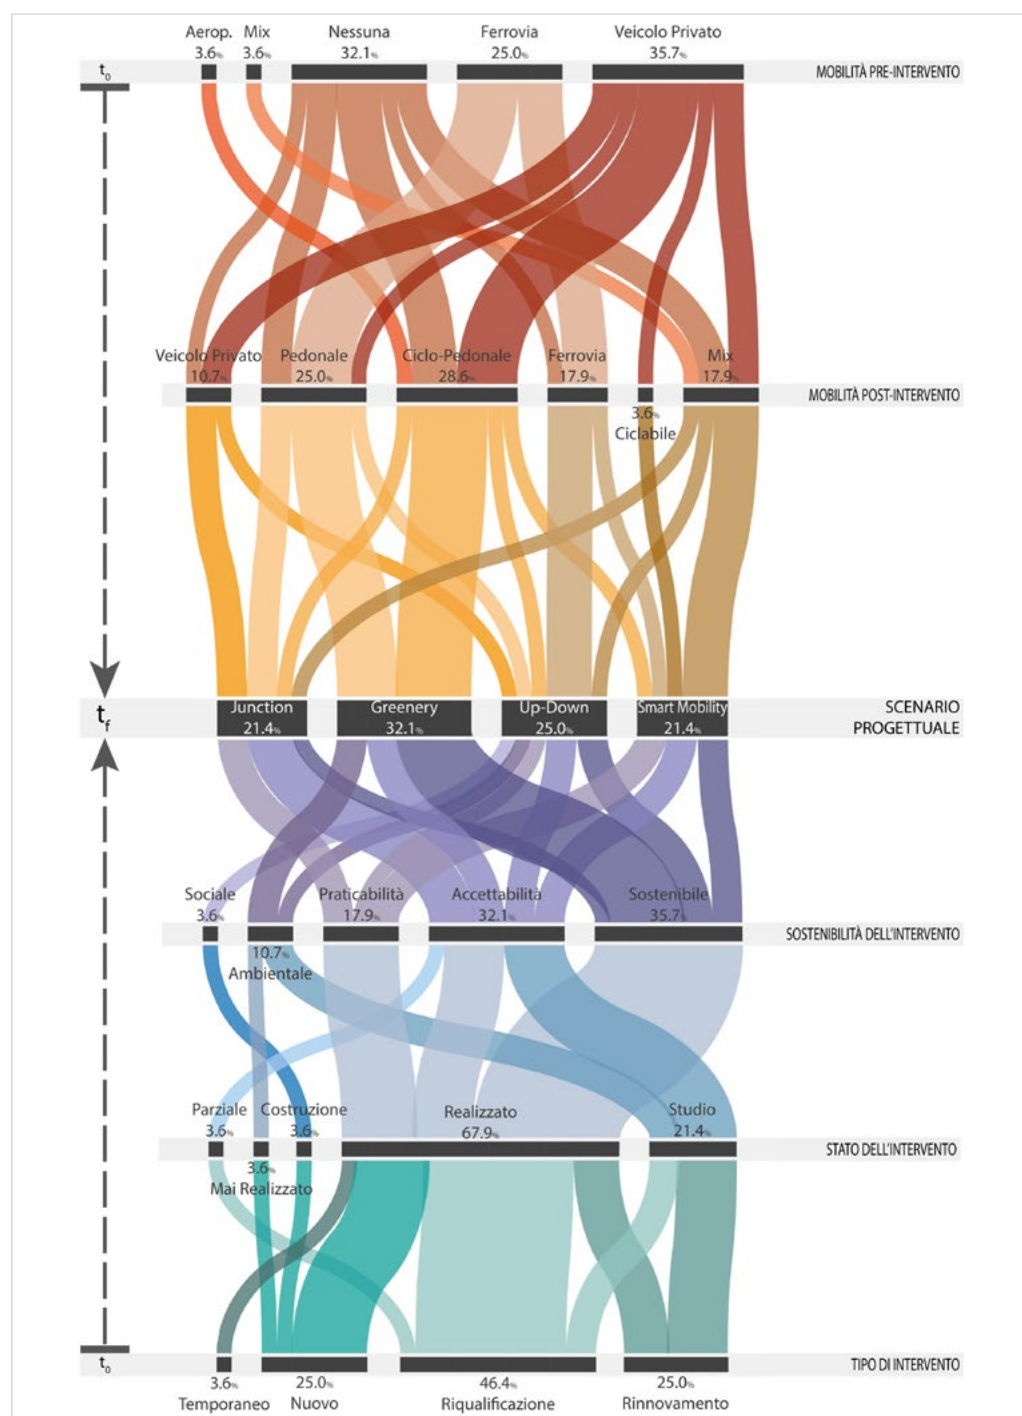 Aerop. Mix Nessuna Ferrovia Veicolo Privato
3.6% 3.6% 32.1% 25.0% 35.7%
t0 MOBILITÀ PRE-INTERVENTO
Veicolo Privato Pedonale Ciclo-Pedonale Ferrovia Mix
10.7% 25.0% 28.6% 17.9% 17.9%
MOBILITÀ POST-INTERVENTO
3.6%
Ciclabile
Junction Greenery Up-Down Smart Mobility SCENARIO
tf 21.4% 32.1% 25.0% 21.4% PROGETTUALE
Sociale Praticabilità Accettabilità Sostenibile
3.6% 17.9% 32.1% 35.7%
SOSTENIBILITÀ DELL'INTERVENTO
10.7%
Ambientale
Parziale Costruzione Realizzato Studio
3.6% 3.6% 67.9% 21.4%
STATO DELL'INTERVENTO
3.6%
Mai Realizzato
t0 TIPO DI INTERVENTO
3.6% 25.0% 46.4% 25.0%
Temporaneo Nuovo Riqualificazione Rinnovamento